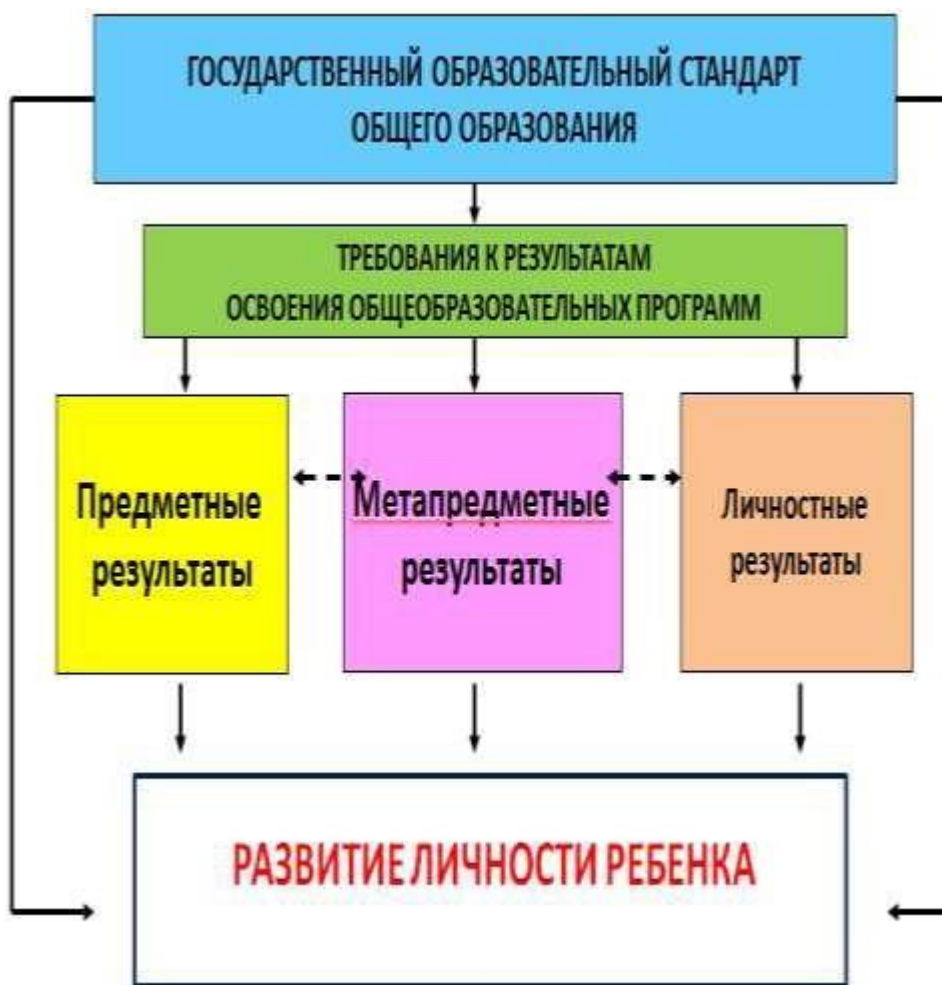 ГОСУДАРСТВЕННЫЙ ОБРАЗОВАТЕЛЬНЫЙ СТАНДАРТ
ОБЩЕГО ОБРАЗОВАНИЯ
ТРЕБОВАНИЯ К РЕЗУЛЬТАТАМ
ОСВОЕНИЯ ОБЩЕОБРАЗОВАТЕЛЬНЫХ ПРОГРАММ
Предметные
результаты
Метапредметные
результаты
Личностные
результаты
РАЗВИТИЕ ЛИЧНОСТИ РЕБЕНКА